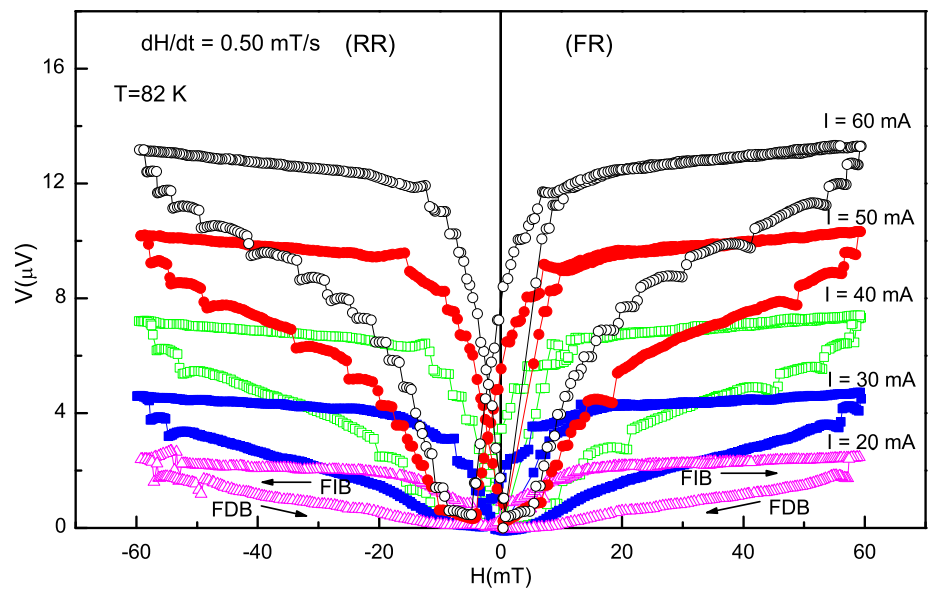 dH/dt = 0.50 mT/s (RR) (FR)
16
T=82 K
I = 60 mA
12
I = 50 mA
V(μV)
8
I = 40 mA
I = 30 mA
4
I = 20 mA
FIB FIB
FDB FDB
0
-60 -40 -20 0 20 40 60
H(mT)